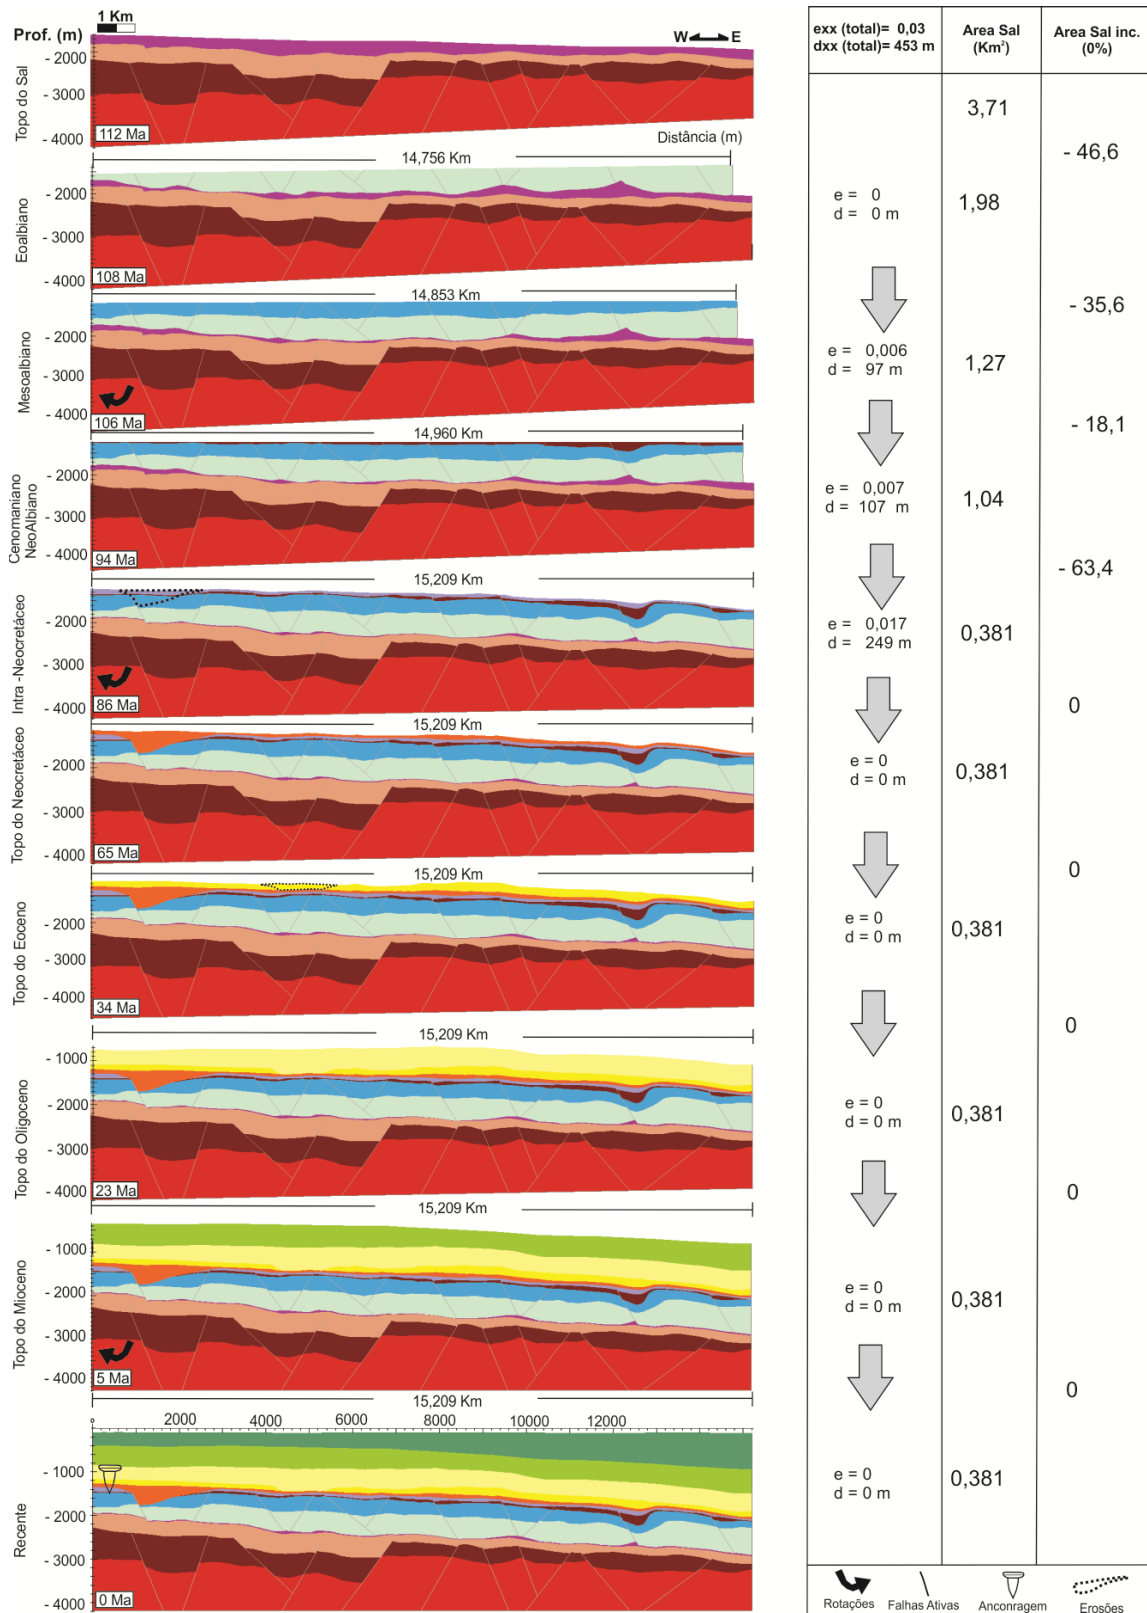 1 Km
Prof. (m)
W E
exx (total)= 0,03
dxx (total)= 453 m
Area Sal
(Km²)
Area Sal inc.
(0%)
Topo do Sal
- 2000
- 3000
- 4000
112 Ma
3,71
Distância (m)
- 46,6
14,756 Km
Eoalbiano
- 2000
- 3000
- 4000
108 Ma
e = 0
d = 0 m
1,98
14,853 Km
- 35,6
Mesoalbiano
- 2000
- 3000
- 4000
106 Ma
e = 0,006
d = 97 m
1,27
14,960 Km
- 18,1
Cenomaniano
NeoAlbiano
- 2000
- 3000
- 4000
94 Ma
e = 0,007
d = 107 m
1,04
15,209 Km
- 63,4
Intra -Neocretáceo
- 2000
- 3000
- 4000
86 Ma
e = 0,017
d = 249 m
0,381
15,209 Km
0
Topo do Neocretáceo
- 2000
- 3000
- 4000
65 Ma
e = 0
d = 0 m
0,381
15,209 Km
0
Topo do Eoceno
- 2000
- 3000
- 4000
34 Ma
e = 0
d = 0 m
0,381
15,209 Km
0
Topo do Oligoceno
- 1000
- 2000
- 3000
- 4000
23 Ma
e = 0
d = 0 m
0,381
15,209 Km
0
Topo do Mioceno
- 1000
- 2000
- 3000
- 4000
5 Ma
e = 0
d = 0 m
0,381
15,209 Km
0
0 2000 4000 6000 8000 10000 12000
Recente
- 1000
- 2000
- 3000
- 4000
0 Ma
e = 0
d = 0 m
0,381
Rotações
Falhas Ativas
Anconragem
Erosões